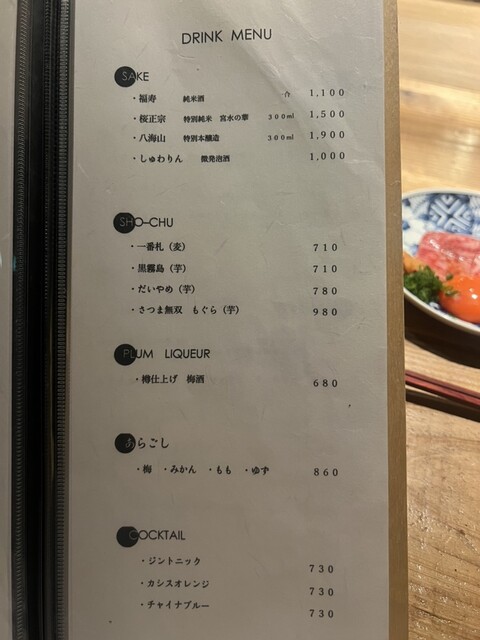 DRINK MENU
SAKE
・福寿 純米酒 一合 1,100
・桜正宗 特別純米 宮水の華 300ml 1,500
・八海山 特別本醸造 300ml 1,900
・しゅわりん 微発泡酒 1,000
SHO-CHU
・一番札（麦） 710
・黒霧島（芋） 710
・だいやめ（芋） 780
・さつま無双 もぐら（芋） 980
PLUM LIQUEUR
・樽仕上げ 梅酒 680
あらごし
・梅 ・みかん ・もも ・ゆず 860
COCKTAIL
・ジントニック 730
・カシスオレンジ 730
・チャイナブルー 730